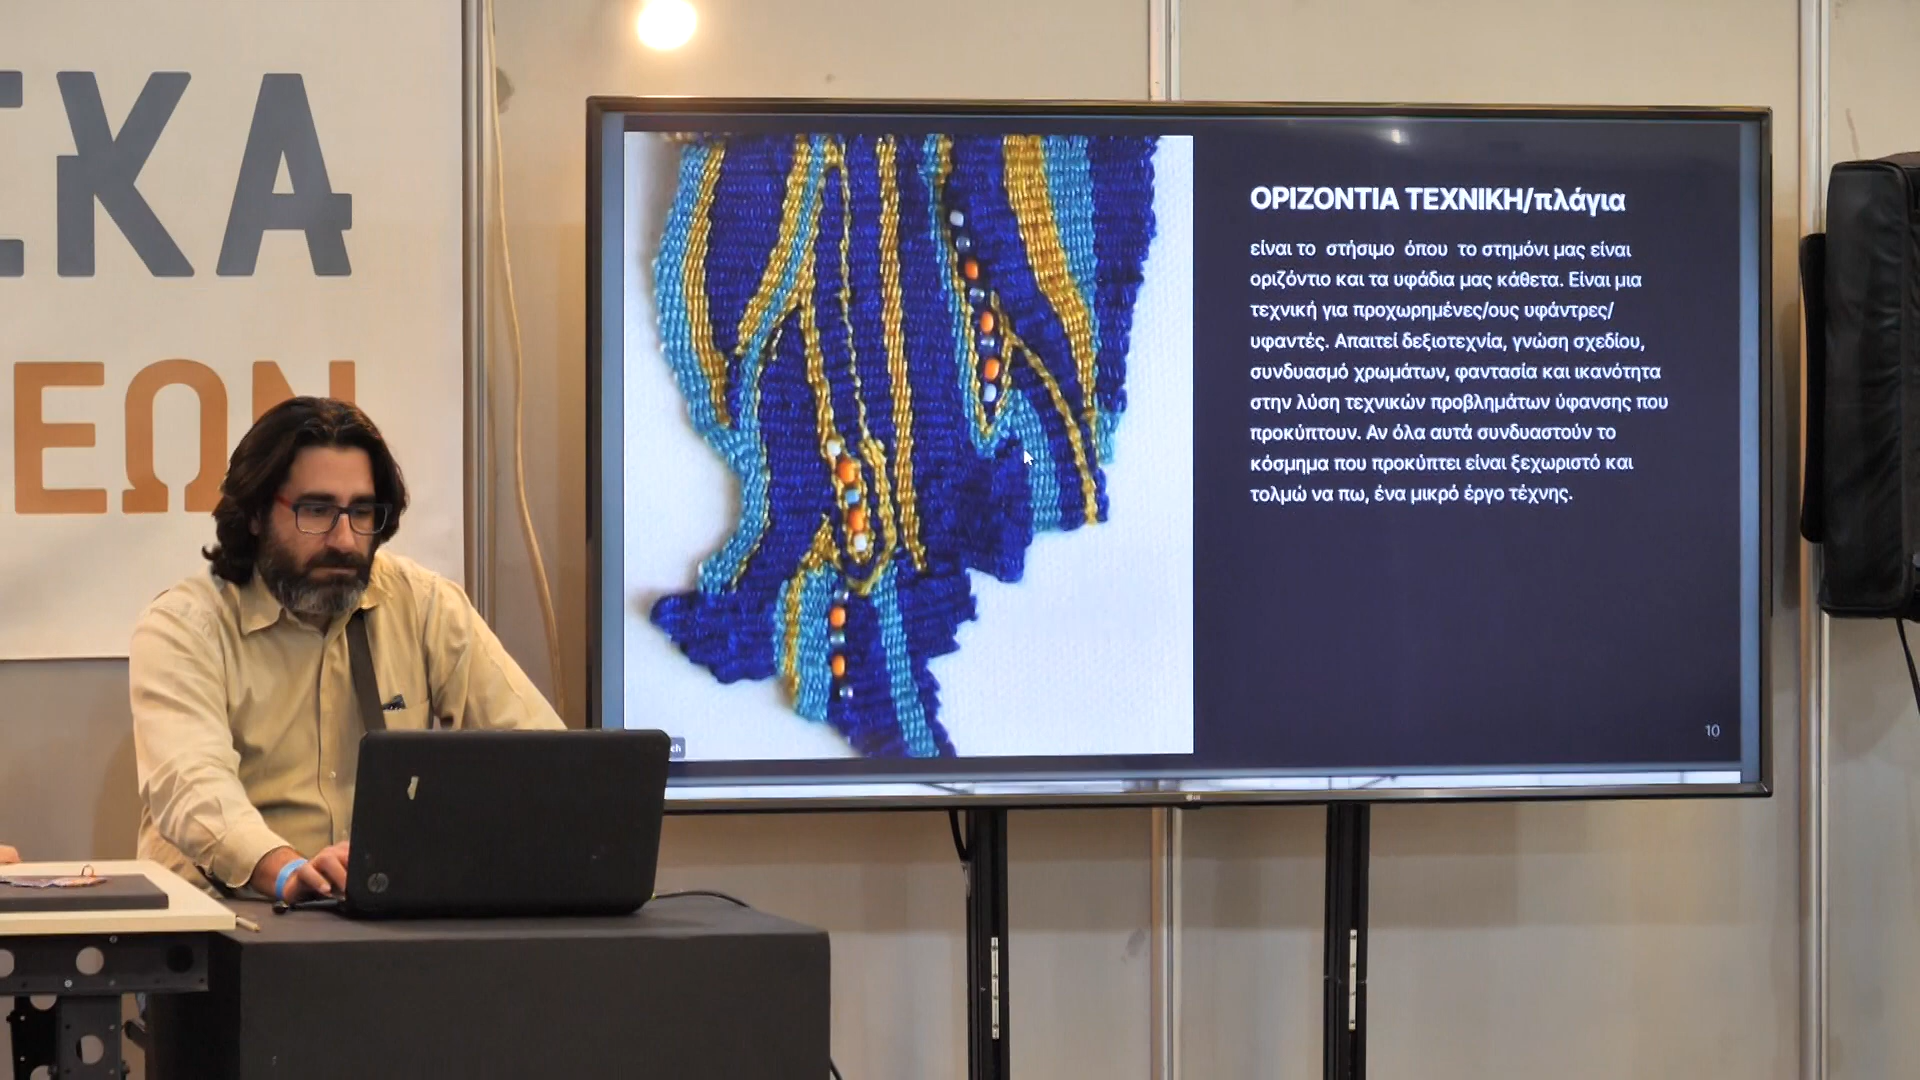 ΣΚΑ
ΕΩΝ
ΟΡΙΖΟΝΤΙΑ ΤΕΧΝΙΚΗ/πλάγια
είναι το στήσιμο όπου το στημόνι μας είναι
οριζόντιο και τα υφάδια μας κάθετα. Είναι μια
τεχνική για προχωρημένες/ους υφάντρες/
υφαντές. Απαιτεί δεξιοτεχνία, γνώση σχεδίου,
συνδυασμό χρωμάτων, φαντασία και ικανότητα
στην λύση τεχνικών προβλημάτων ύφανσης που
προκύπτουν. Αν όλα αυτά συνδυαστούν το
κόσμημα που προκύπτει είναι ξεχωριστό και
τολμώ να πω, ένα μικρό έργο τέχνης.
10
hp